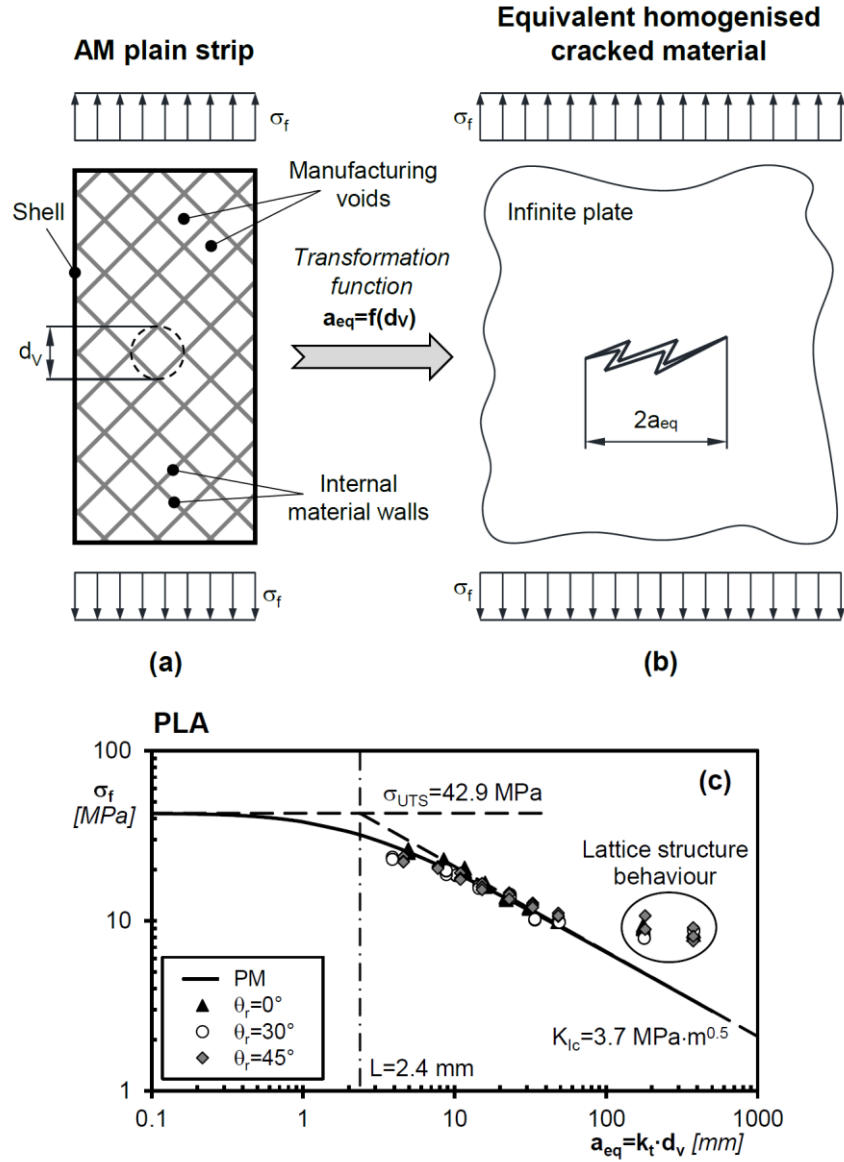 AM plain strip
Equivalent homogenised
cracked material
σf
σf
Shell
Manufacturing
voids
Transformation
function
aeq=f(dV)
Infinite plate
dV
2aeq
Internal
material walls
σf
σf
(a)
(b)
PLA
(c)
100
σf
[MPa]
σUTS=42.9 MPa
Lattice structure
behaviour
10
PM
θr=0°
θr=30°
θr=45°
KIc=3.7 MPa·m0.5
L=2.4 mm
1
0.1
1
10
100
1000
aeq=kt·dv [mm]